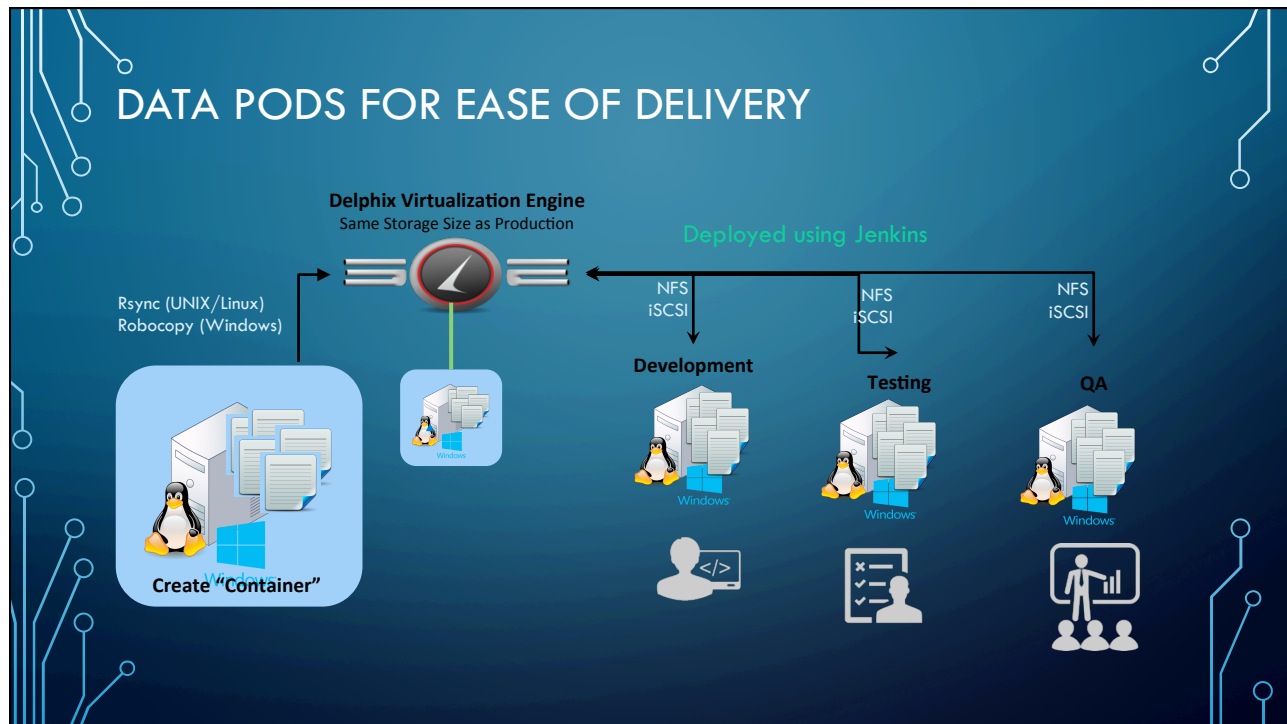 DATA PODS FOR EASE OF DELIVERY
Delphix Virtualization Engine
Same Storage Size as Production
Deployed using Jenkins
Rsync (UNIX/Linux)
Robocopy (Windows)
NFS
iSCSI
NFS
iSCSI
NFS
iSCSI
Development
Testing
QA
Windows
Windows
Windows
Windows
</>
Windows
Create “Container”